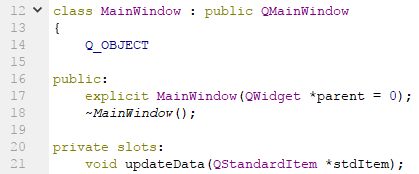 12 class MainWindow : public QMainWindow
13 {
14     Q_OBJECT
15
16 public:
17     explicit MainWindow(QWidget *parent = 0);
18     ~MainWindow();
19
20 private slots:
21     void updateData(QStandardItem *stdItem);